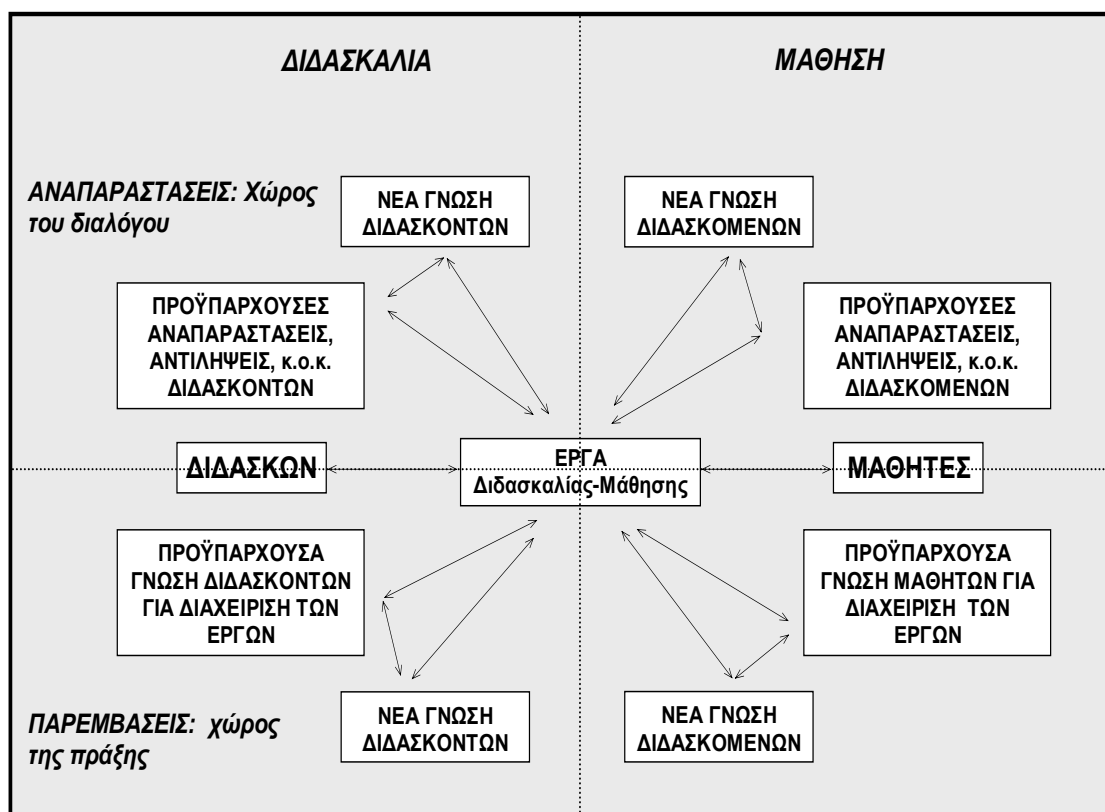 ΔΙΔΑΣΚΑΛΙΑ
ΜΑΘΗΣΗ
ΑΝΑΠΑΡΑΣΤΑΣΕΙΣ: Χώρος
του διαλόγου
ΝΕΑ ΓΝΩΣΗ
ΔΙΔΑΣΚΟΝΤΩΝ
ΝΕΑ ΓΝΩΣΗ
ΔΙΔΑΣΚΟΜΕΝΩΝ
ΠΡΟΫΠΑΡΧΟΥΣΕΣ
ΑΝΑΠΑΡΑΣΤΑΣΕΙΣ,
ΑΝΤΙΛΗΨΕΙΣ, κ.ο.κ.
ΔΙΔΑΣΚΟΝΤΩΝ
ΠΡΟΫΠΑΡΧΟΥΣΕΣ
ΑΝΑΠΑΡΑΣΤΑΣΕΙΣ,
ΑΝΤΙΛΗΨΕΙΣ, κ.ο.κ.
ΔΙΔΑΣΚΟΜΕΝΩΝ
ΔΙΔΑΣΚΩΝ
ΕΡΓΑ
Διδασκαλίας-Μάθησης
ΜΑΘΗΤΕΣ
ΠΡΟΫΠΑΡΧΟΥΣΑ
ΓΝΩΣΗ ΔΙΔΑΣΚΟΝΤΩΝ
ΓΙΑ ΔΙΑΧΕΙΡΙΣΗ ΤΩΝ
ΕΡΓΩΝ
ΠΡΟΫΠΑΡΧΟΥΣΑ
ΓΝΩΣΗ ΜΑΘΗΤΩΝ ΓΙΑ
ΔΙΑΧΕΙΡΙΣΗ ΤΩΝ
ΕΡΓΩΝ
ΠΑΡΕΜΒΑΣΕΙΣ: χώρος
της πράξης
ΝΕΑ ΓΝΩΣΗ
ΔΙΔΑΣΚΟΝΤΩΝ
ΝΕΑ ΓΝΩΣΗ
ΔΙΔΑΣΚΟΜΕΝΩΝ